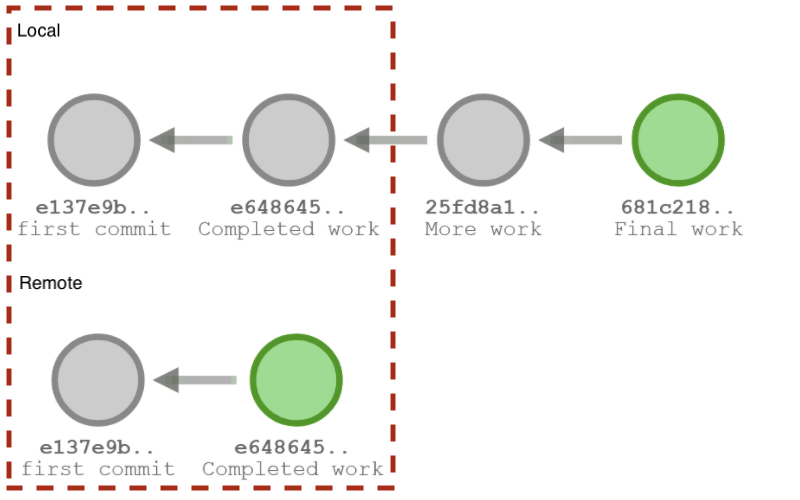 Local
e137e9b.. e648645.. 25fd8a1.. 681c218..
first commit Completed work More work Final work
Remote
e137e9b.. e648645..
first commit Completed work